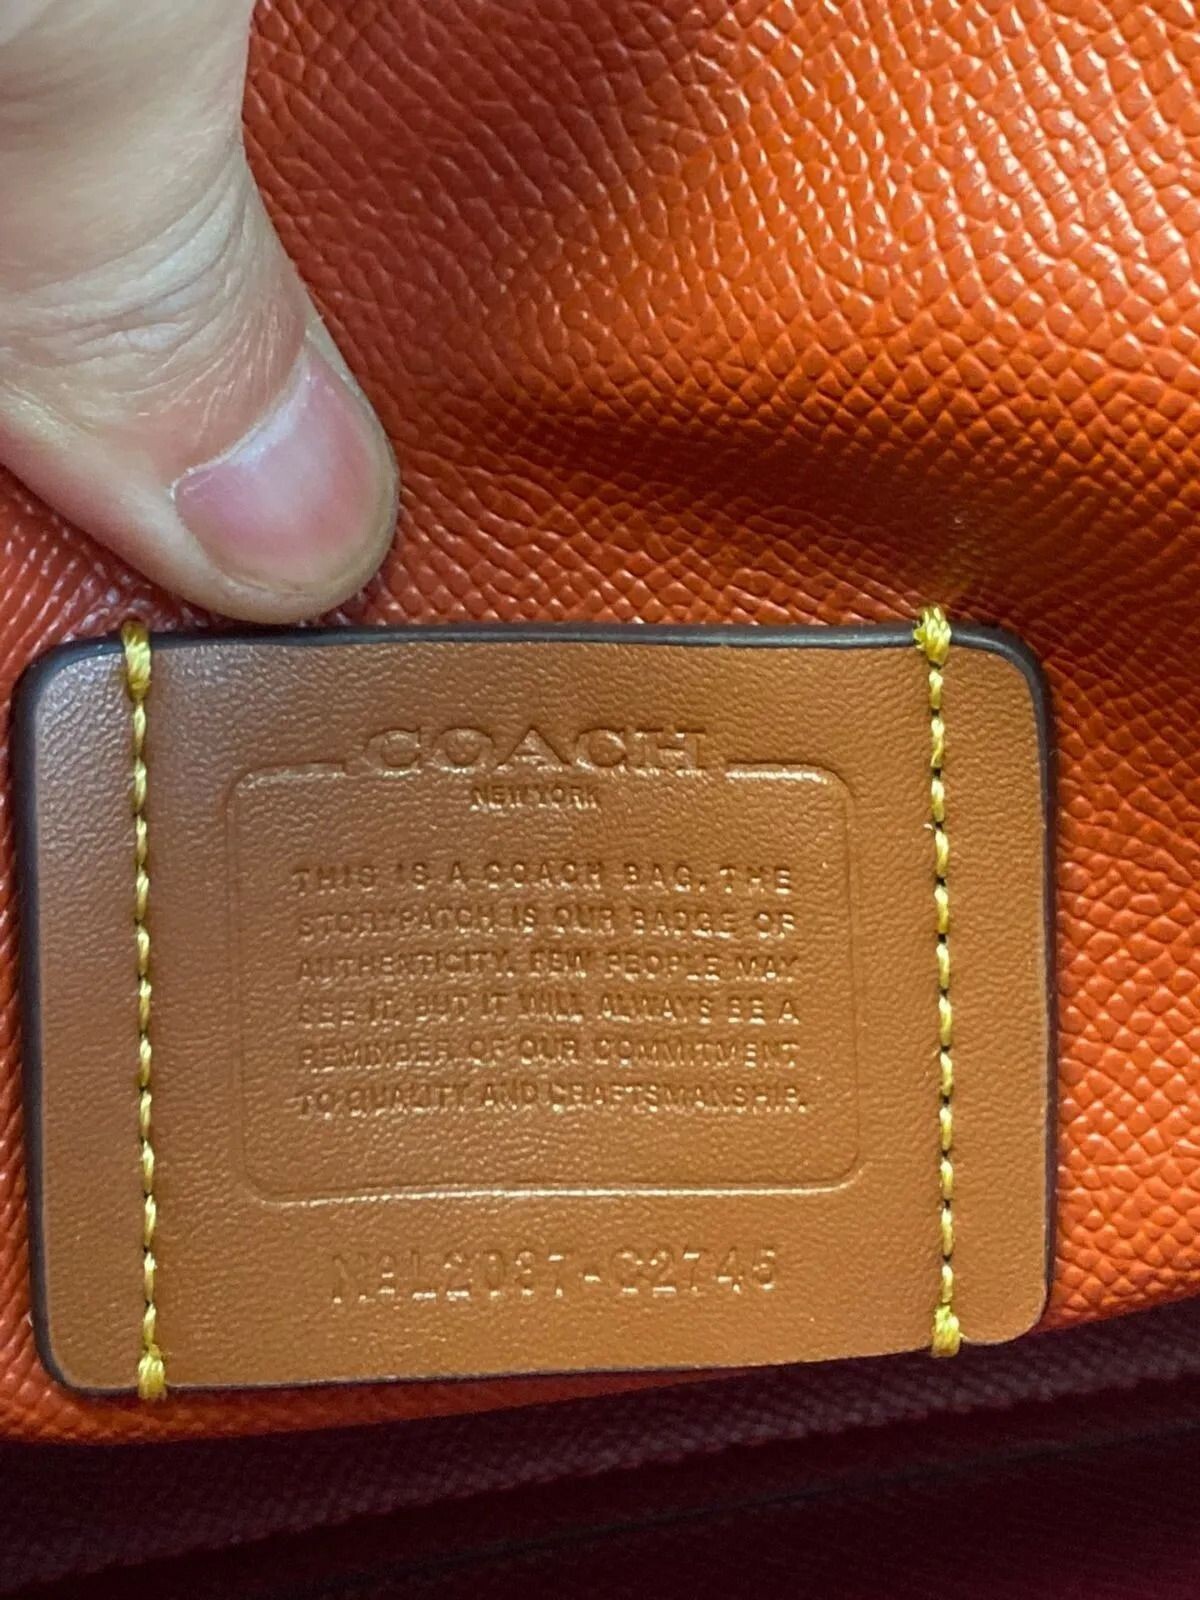 COACH
NEW YORK
THIS IS A COACH BAG. THE
STORYPATCH IS OUR BADGE OF
AUTHENTICITY. FEW PEOPLE MAY
SEE IT. BUT IT WILL ALWAYS BE A
REMINDER OF OUR COMMITMENT
TO QUALITY AND CRAFTSMANSHIP.